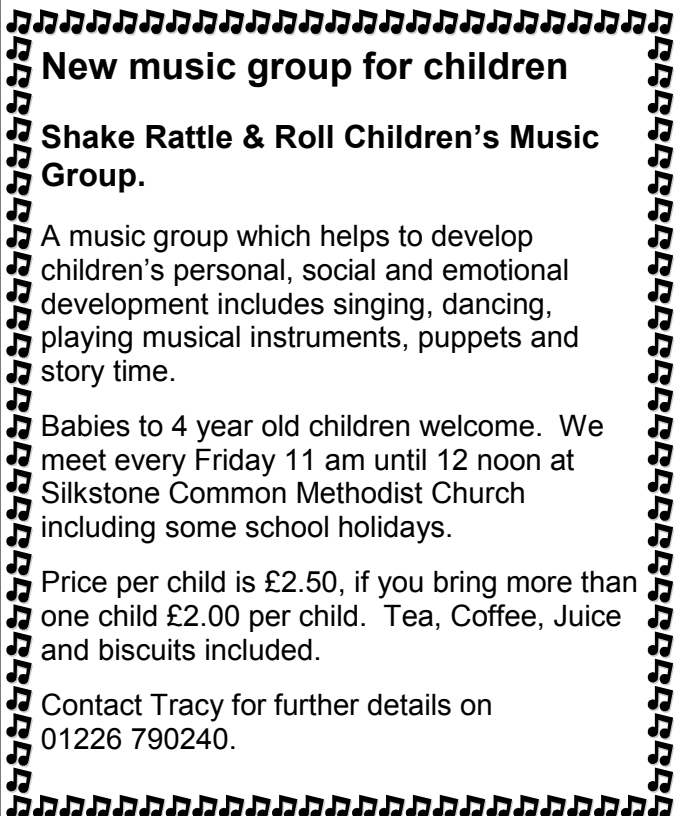 New music group for children
Shake Rattle & Roll Children's Music
Group.
A music group which helps to develop
children's personal, social and emotional
development includes singing, dancing,
playing musical instruments, puppets and
story time.
Babies to 4 year old children welcome.  We
meet every Friday 11 am until 12 noon at
Silkstone Common Methodist Church
including some school holidays.
Price per child is £2.50, if you bring more than
one child £2.00 per child.  Tea, Coffee, Juice
and biscuits included.
Contact Tracy for further details on
01226 790240.